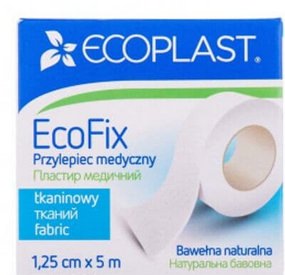 ECOPLAST®
EcoFix
Przylepiec medyczny
Пластир медичний
tkaninowy
тканий
fabric
Bawełna naturalna
Натуральна бавовна
1,25 cm x 5 m